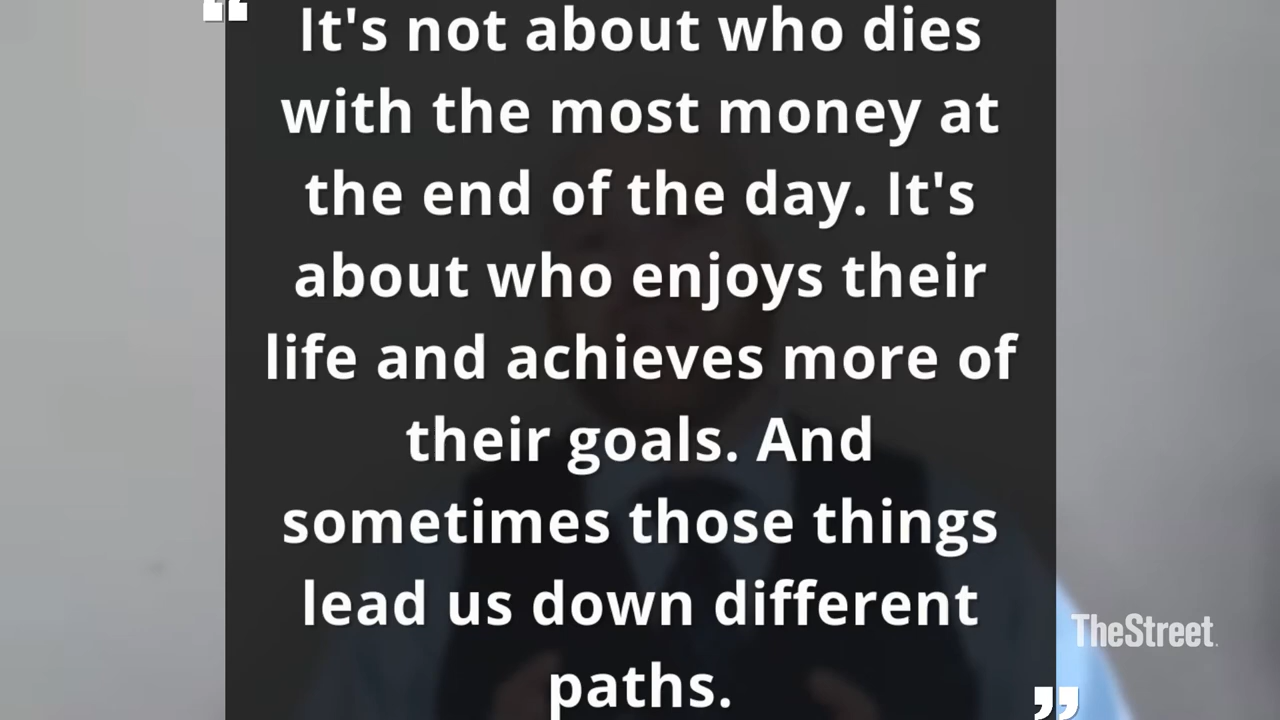 “
It's not about who dies
with the most money at
the end of the day. It's
about who enjoys their
life and achieves more of
their goals. And
sometimes those things
lead us down different
paths.
”
TheStreet.